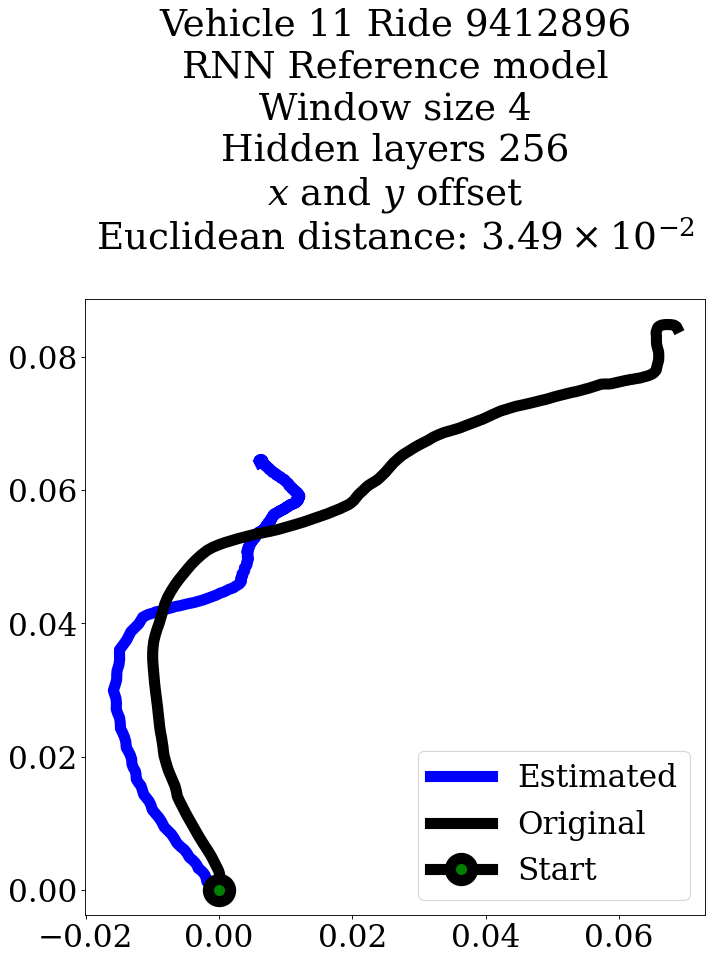 Vehicle 11 Ride 9412896
RNN Reference model
Window size 4
Hidden layers 256
x and y offset
Euclidean distance: 3.49 × 10⁻²
0.08
0.06
0.04
0.02
0.00
Estimated
Original
Start
−0.02 0.00 0.02 0.04 0.06